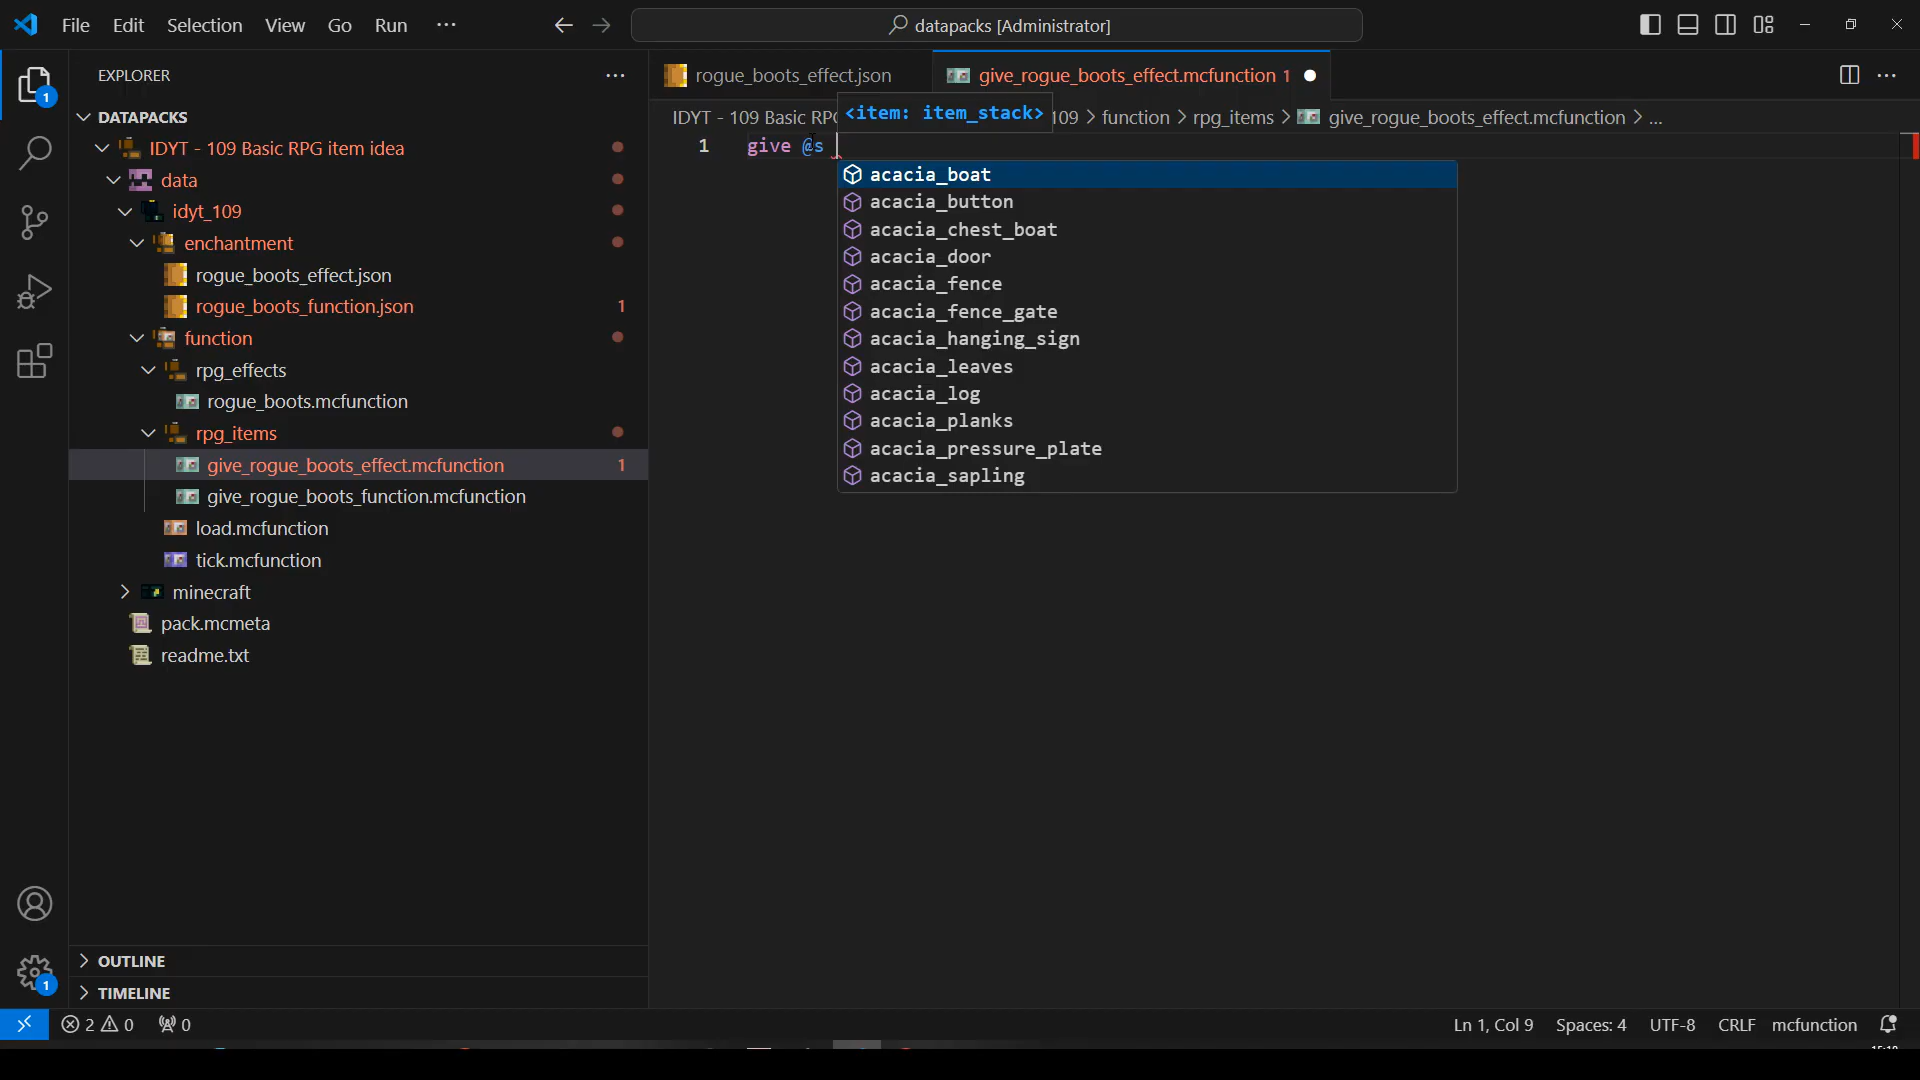 File Edit Selection View Go Run ··· datapacks [Administrator]
EXPLORER ···
DATAPACKS
IDYT - 109 Basic RPG item idea
data
idyt_109
enchantment
rogue_boots_effect.json
rogue_boots_function.json 1
function
rpg_effects
rogue_boots.mcfunction
rpg_items
give_rogue_boots_effect.mcfunction 1
give_rogue_boots_function.mcfunction
load.mcfunction
tick.mcfunction
minecraft
pack.mcmeta
readme.txt
OUTLINE
TIMELINE
1
1
rogue_boots_effect.json give_rogue_boots_effect.mcfunction 1
IDYT - 109 Basic RPG <item: item_stack> 109 > function > rpg_items > give_rogue_boots_effect.mcfunction > ...
1 give @s
acacia_boat
acacia_button
acacia_chest_boat
acacia_door
acacia_fence
acacia_fence_gate
acacia_hanging_sign
acacia_leaves
acacia_log
acacia_planks
acacia_pressure_plate
acacia_sapling
2 0 0 Ln 1, Col 9 Spaces: 4 UTF-8 CRLF mcfunction